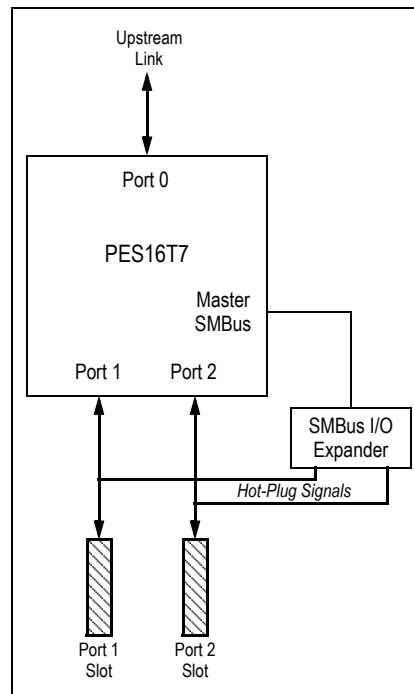 Upstream
Link
Port 0
PES16T7
Master
SMBus
Port 1
Port 2
SMBus I/O
Expander
Hot-Plug Signals
Port 1
Slot
Port 2
Slot